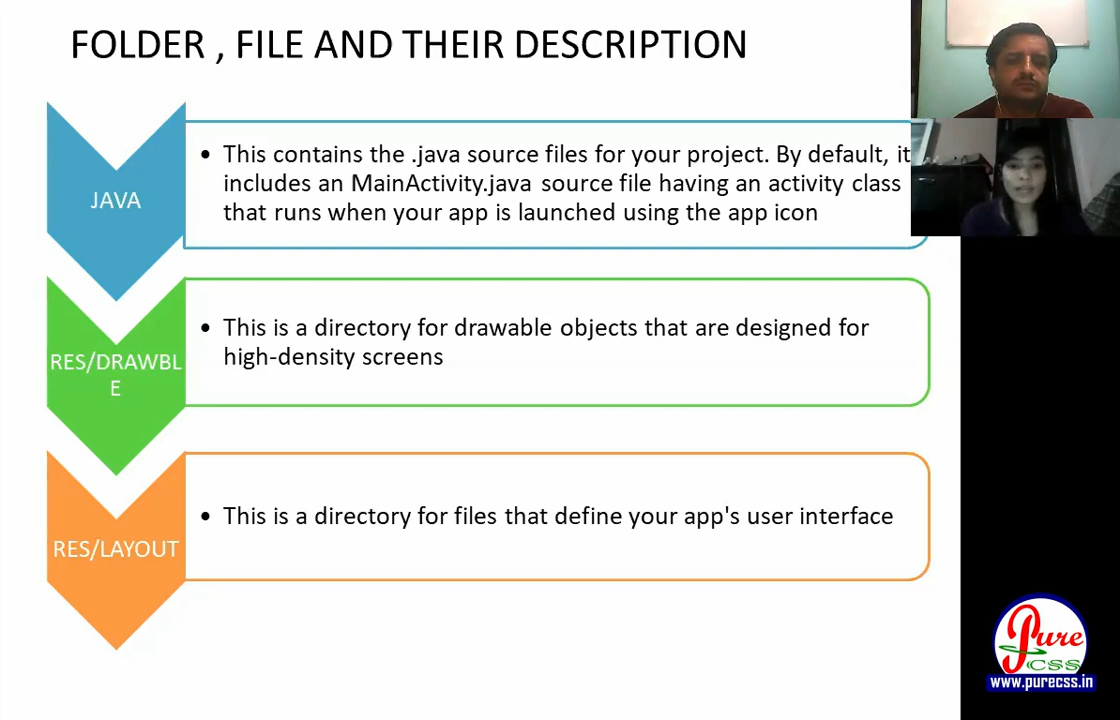 FOLDER , FILE AND THEIR DESCRIPTION
JAVA
• This contains the .java source files for your project. By default, it
includes an MainActivity.java source file having an activity class
that runs when your app is launched using the app icon
RES/DRAWBL
E
• This is a directory for drawable objects that are designed for
high-density screens
RES/LAYOUT
• This is a directory for files that define your app's user interface
Pure
CSS
www.purecss.in